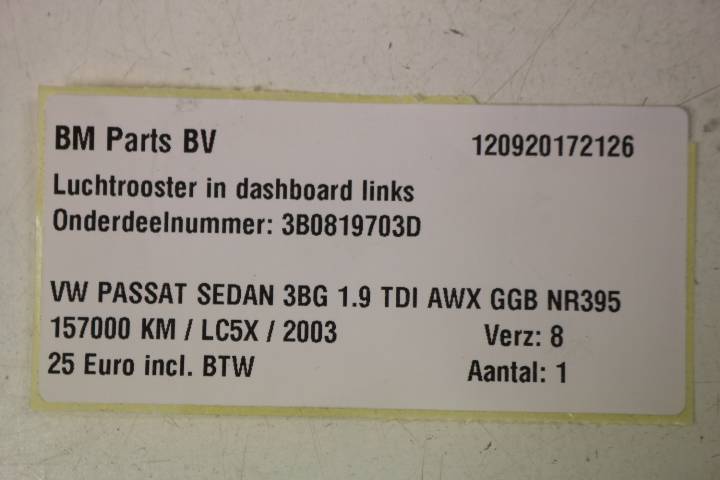 BM Parts BV 120920172126
Luchtrooster in dashboard links
Onderdeelnummer: 3B0819703D
VW PASSAT SEDAN 3BG 1.9 TDI AWX GGB NR395
157000 KM / LC5X / 2003 Verz: 8
25 Euro incl. BTW Aantal: 1